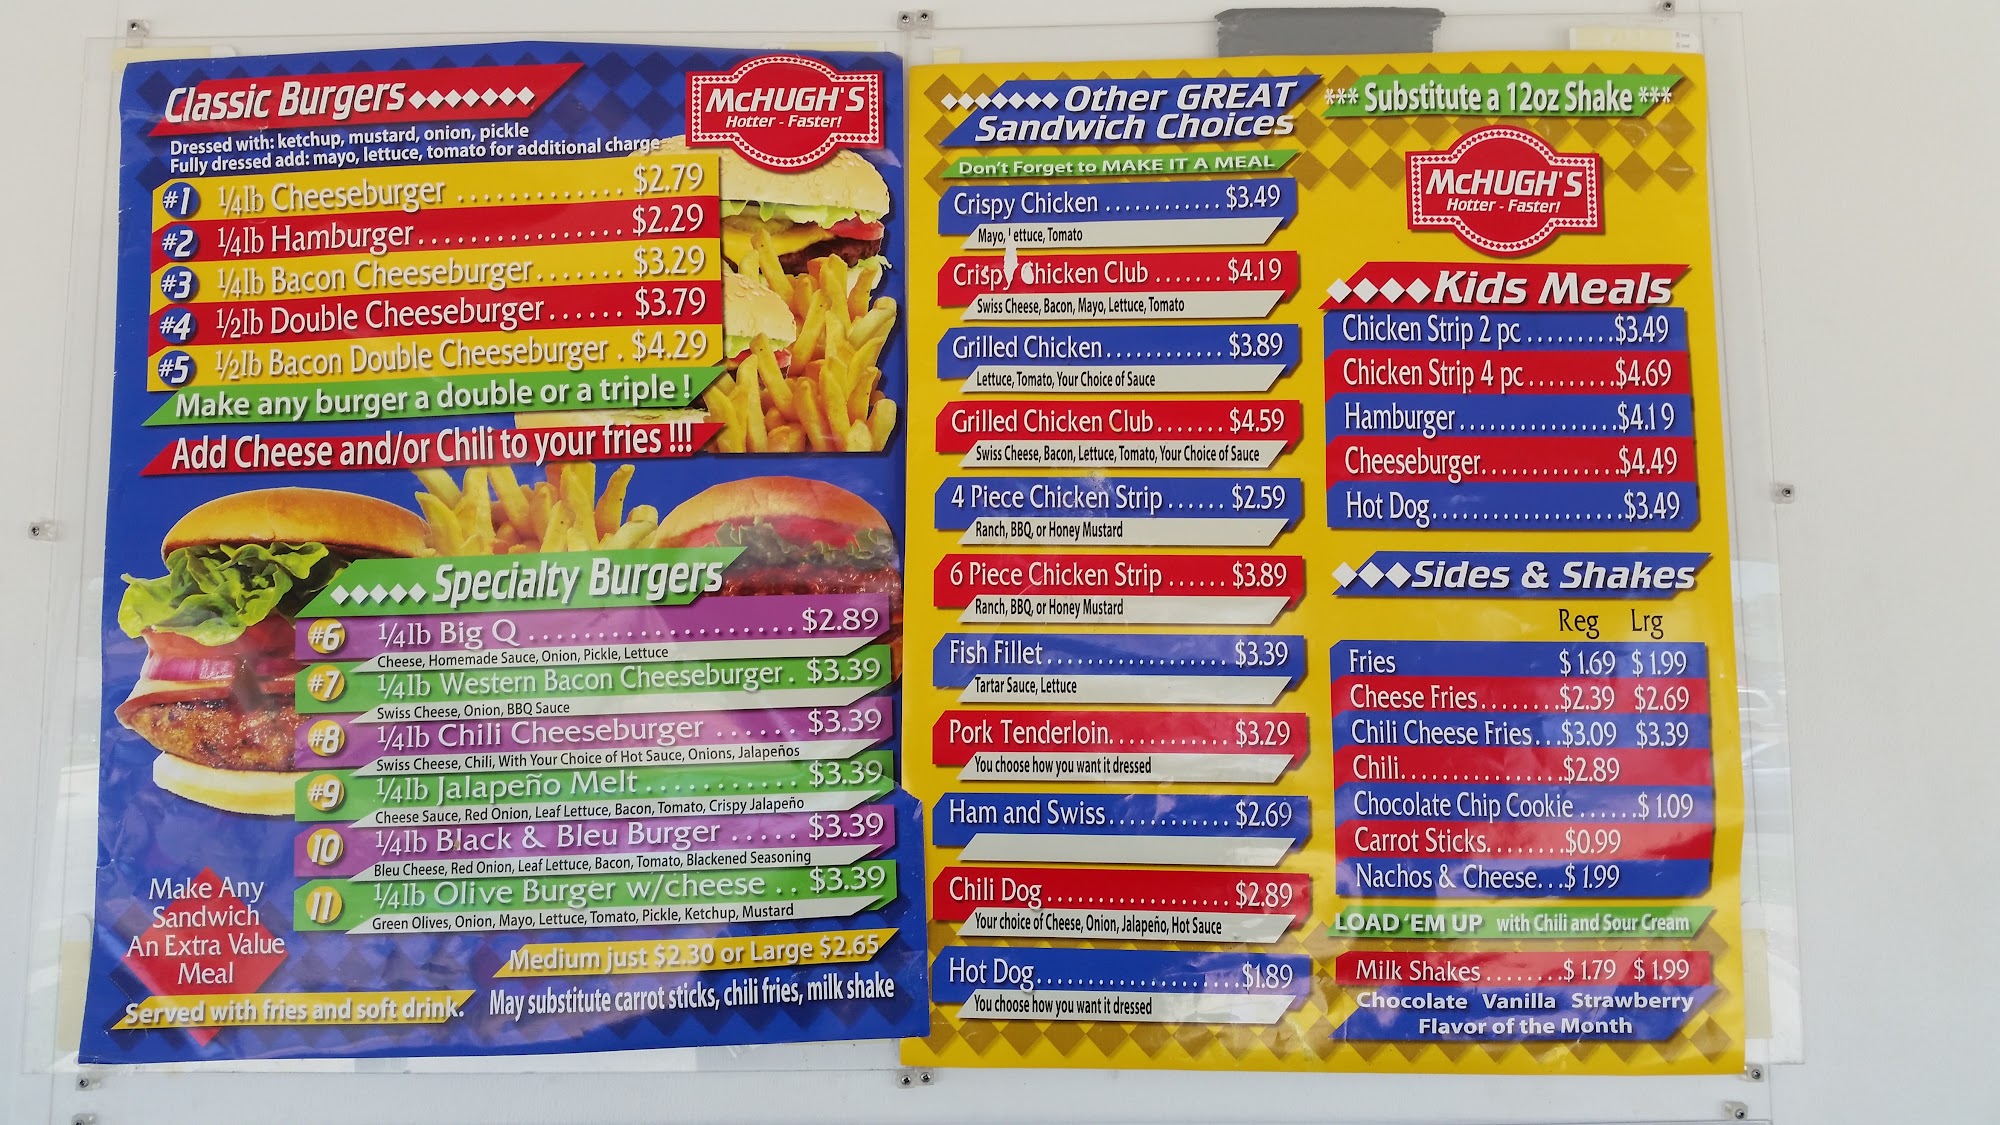 Classic Burgers
McHUGH'S
Hotter - Faster!
Dressed with: ketchup, mustard, onion, pickle
Fully dressed add: mayo, lettuce, tomato for additional charge
#1 1/4lb Cheeseburger ............ $2.79
#2 1/4lb Hamburger ............... $2.29
#3 1/4lb Bacon Cheeseburger ....... $3.29
#4 1/2lb Double Cheeseburger ...... $3.79
#5 1/2lb Bacon Double Cheeseburger . $4.29
Make any burger a double or a triple !
Add Cheese and/or Chili to your fries !!!
Specialty Burgers
#6 1/4lb Big Q ................... $2.89
Cheese, Homemade Sauce, Onion, Pickle, Lettuce
#7 1/4lb Western Bacon Cheeseburger . $3.39
Swiss Cheese, Onion, BBQ Sauce
#8 1/4lb Chili Cheeseburger ...... $3.39
Swiss Cheese, Chili, With Your Choice of Hot Sauce, Onions, Jalapeños
#9 1/4lb Jalapeño Melt ........... $3.39
Cheese Sauce, Red Onion, Leaf Lettuce, Bacon, Tomato, Crispy Jalapeño
10 1/4lb Black & Bleu Burger ..... $3.39
Bleu Cheese, Red Onion, Leaf Lettuce, Bacon, Tomato, Blackened Seasoning
11 1/4lb Olive Burger w/cheese .. $3.39
Green Olives, Onion, Mayo, Lettuce, Tomato, Pickle, Ketchup, Mustard
Make Any
Sandwich
An Extra Value
Meal
Served with fries and soft drink.
Medium just $2.30 or Large $2.65
May substitute carrot sticks, chili fries, milk shake
Other GREAT
Sandwich Choices
Don't Forget to MAKE IT A MEAL
Crispy Chicken ............ $3.49
Mayo, Lettuce, Tomato
Crispy Chicken Club ....... $4.19
Swiss Cheese, Bacon, Mayo, Lettuce, Tomato
Grilled Chicken ............ $3.89
Lettuce, Tomato, Your Choice of Sauce
Grilled Chicken Club ....... $4.59
Swiss Cheese, Bacon, Lettuce, Tomato, Your Choice of Sauce
4 Piece Chicken Strip ...... $2.59
Ranch, BBQ, or Honey Mustard
6 Piece Chicken Strip ...... $3.89
Ranch, BBQ, or Honey Mustard
Fish Fillet .................. $3.39
Tartar Sauce, Lettuce
Pork Tenderloin ............ $3.29
You choose how you want it dressed
Ham and Swiss ............ $2.69
Chili Dog .................. $2.89
Your choice of Cheese, Onion, Jalapeño, Hot Sauce
Hot Dog .................... $1.89
You choose how you want it dressed
*** Substitute a 12oz Shake ***
McHUGH'S
Hotter - Faster!
Kids Meals
Chicken Strip 2 pc ......... $3.49
Chicken Strip 4 pc ......... $4.69
Hamburger ............... $4.19
Cheeseburger ............. $4.49
Hot Dog ................... $3.49
Sides & Shakes
Reg Lrg
Fries $1.69 $1.99
Cheese Fries ....... $2.39 $2.69
Chili Cheese Fries ... $3.09 $3.39
Chili ............... $2.89
Chocolate Chip Cookie ...... $1.09
Carrot Sticks ........ $0.99
Nachos & Cheese ... $1.99
LOAD 'EM UP with Chili and Sour Cream
Milk Shakes ....... $1.79 $1.99
Chocolate Vanilla Strawberry
Flavor of the Month